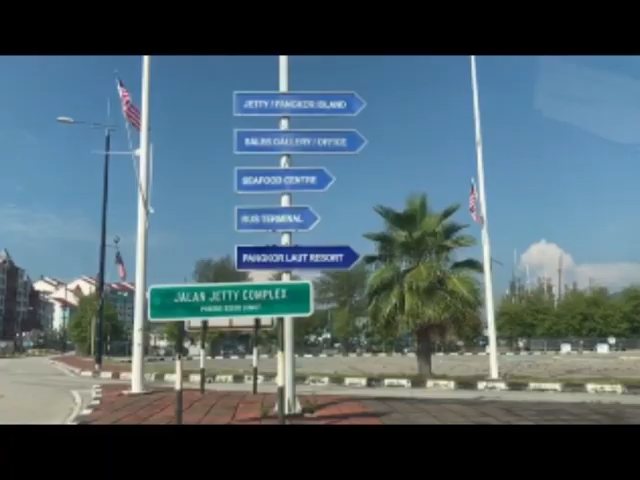 JETTY / PANGKOR ISLAND
SALES GALLERY / OFFICE
SEAFOOD CENTRE
BUS TERMINAL
PANGKOR LAUT RESORT
JALAN JETTY COMPLEX